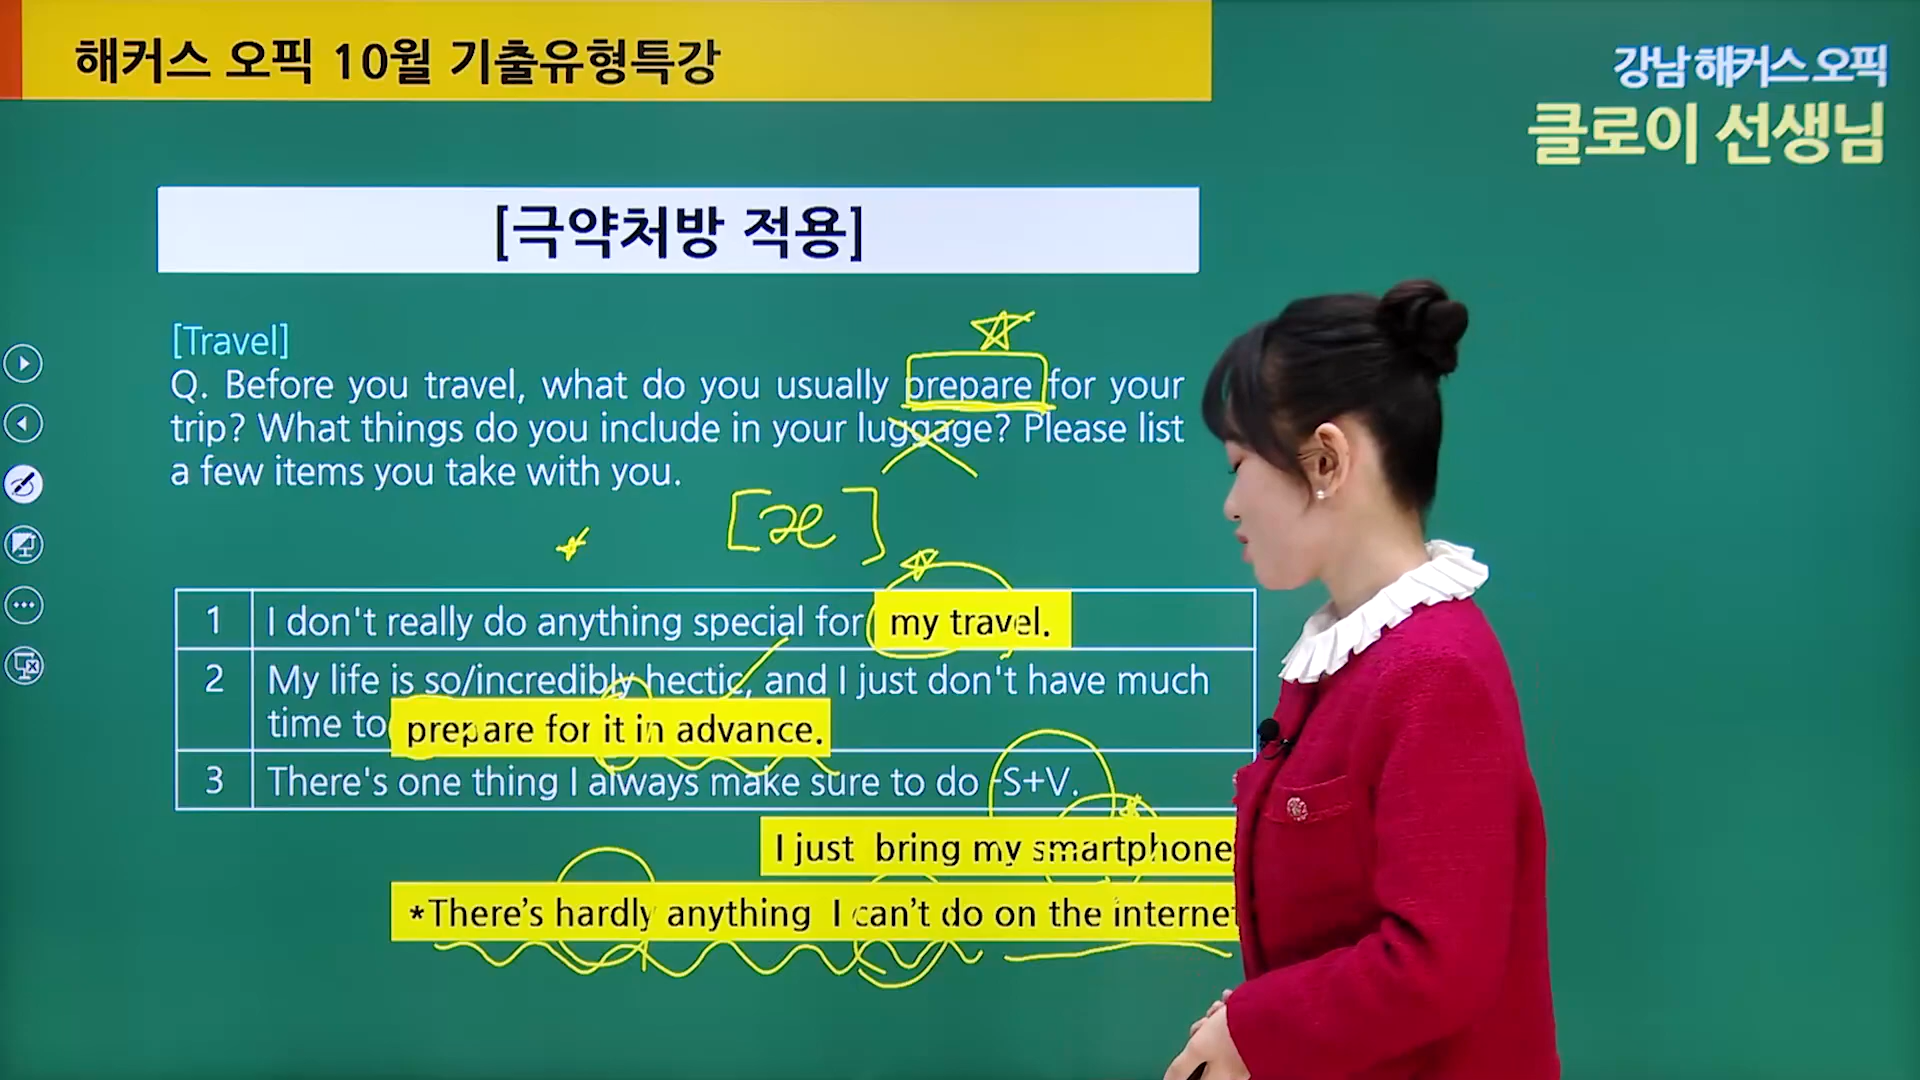 해커스 오픽 10월 기출유형특강
강남 해커스 오픽
클로이 선생님
[극약처방 적용]
[Travel]
Q. Before you travel, what do you usually prepare for your
trip? What things do you include in your luggage? Please list
a few items you take with you.
[æ]
1 I don't really do anything special for my travel.
2 My life is so/incredibly hectic, and I just don't have much
time to prepare for it in advance.
3 There's one thing I always make sure to do -S+V.
I just bring my smartphone
*There's hardly anything I can't do on the internet